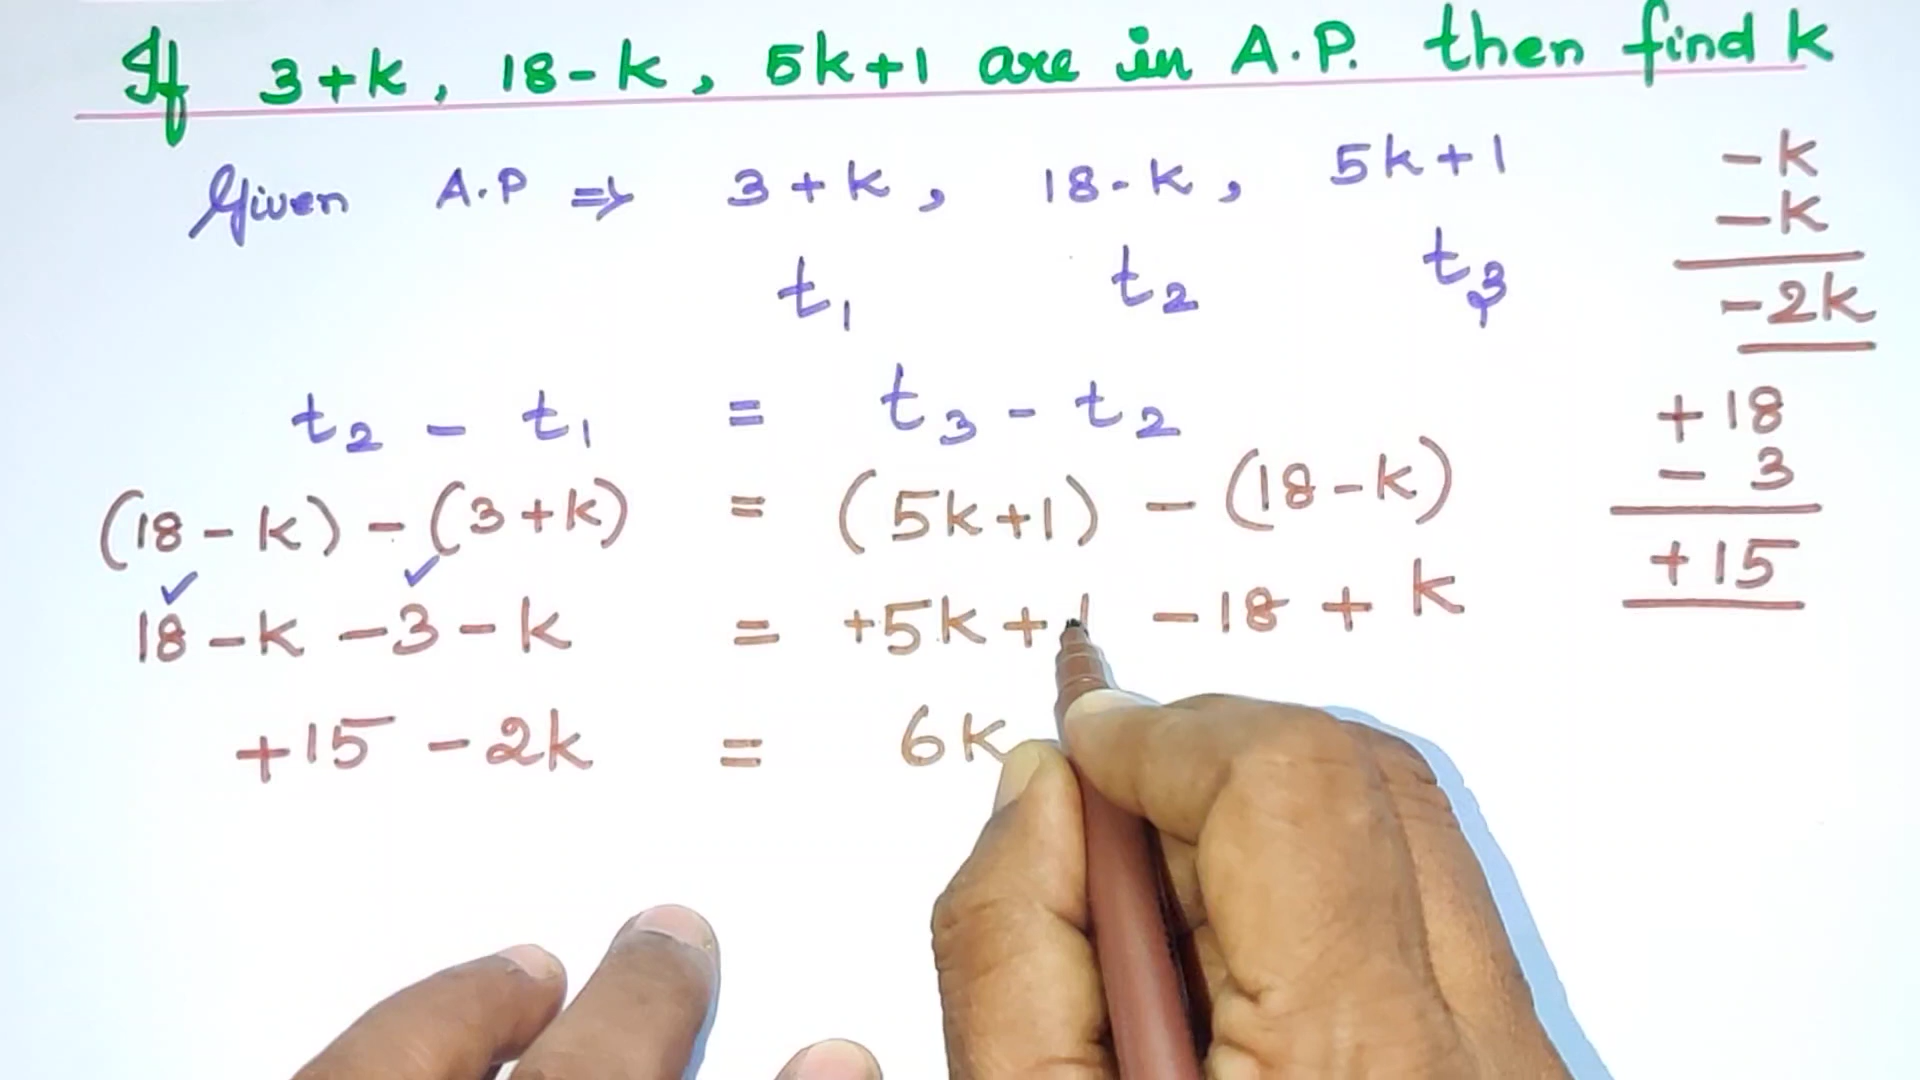 If 3+k, 18-k, 5k+1 are in A.P. then find k
Given A.P ⇒ 3+k, 18-k, 5k+1
t₁ t₂ t₃
t₂ - t₁ = t₃ - t₂
(18-k) - (3+k) = (5k+1) - (18-k)
✓ ✓
18-k -3-k = +5k+1 -18 + k
+15 -2k = 6k
-k
-k
-2k
+18
- 3
+15